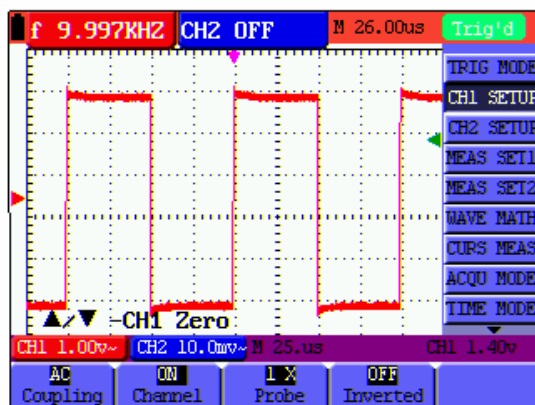 f 9.997KHZ CH2 OFF M 26.00us Trig'd
TRIG MODE
CH1 SETUP
CH2 SETUP
MEAS SET1
MEAS SET2
WAVE MATH
CURS MEAS
ACQU MODE
TIME MODE
▲/▼ -CH1 Zero
CH1 1.00v~ CH2 10.0mv~ M 25.us CH1 1.40v
AC ON 1 X OFF
Coupling Channel Probe Inverted